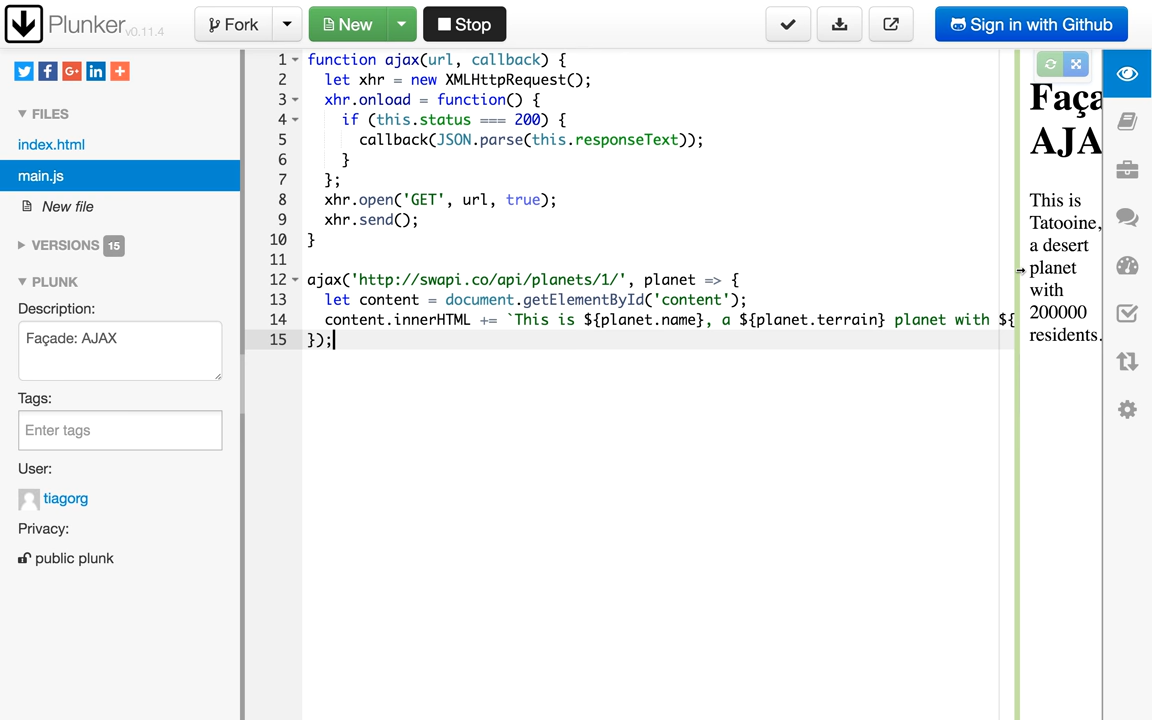 Plunker v0.11.4
Fork
New
Stop
Sign in with Github
FILES
index.html
main.js
New file
VERSIONS 15
PLUNK
Description:
Façade: AJAX
Tags:
Enter tags
User:
tiagorg
Privacy:
public plunk
1 function ajax(url, callback) {
2 let xhr = new XMLHttpRequest();
3 xhr.onload = function() {
4 if (this.status === 200) {
5 callback(JSON.parse(this.responseText));
6 }
7 };
8 xhr.open('GET', url, true);
9 xhr.send();
10 }
11
12 ajax('http://swapi.co/api/planets/1/', planet => {
13 let content = document.getElementById('content');
14 content.innerHTML += `This is ${planet.name}, a ${planet.terrain} planet with ${
15 });
Faça
AJA
This is
Tatooine,
a desert
planet
with
200000
residents.